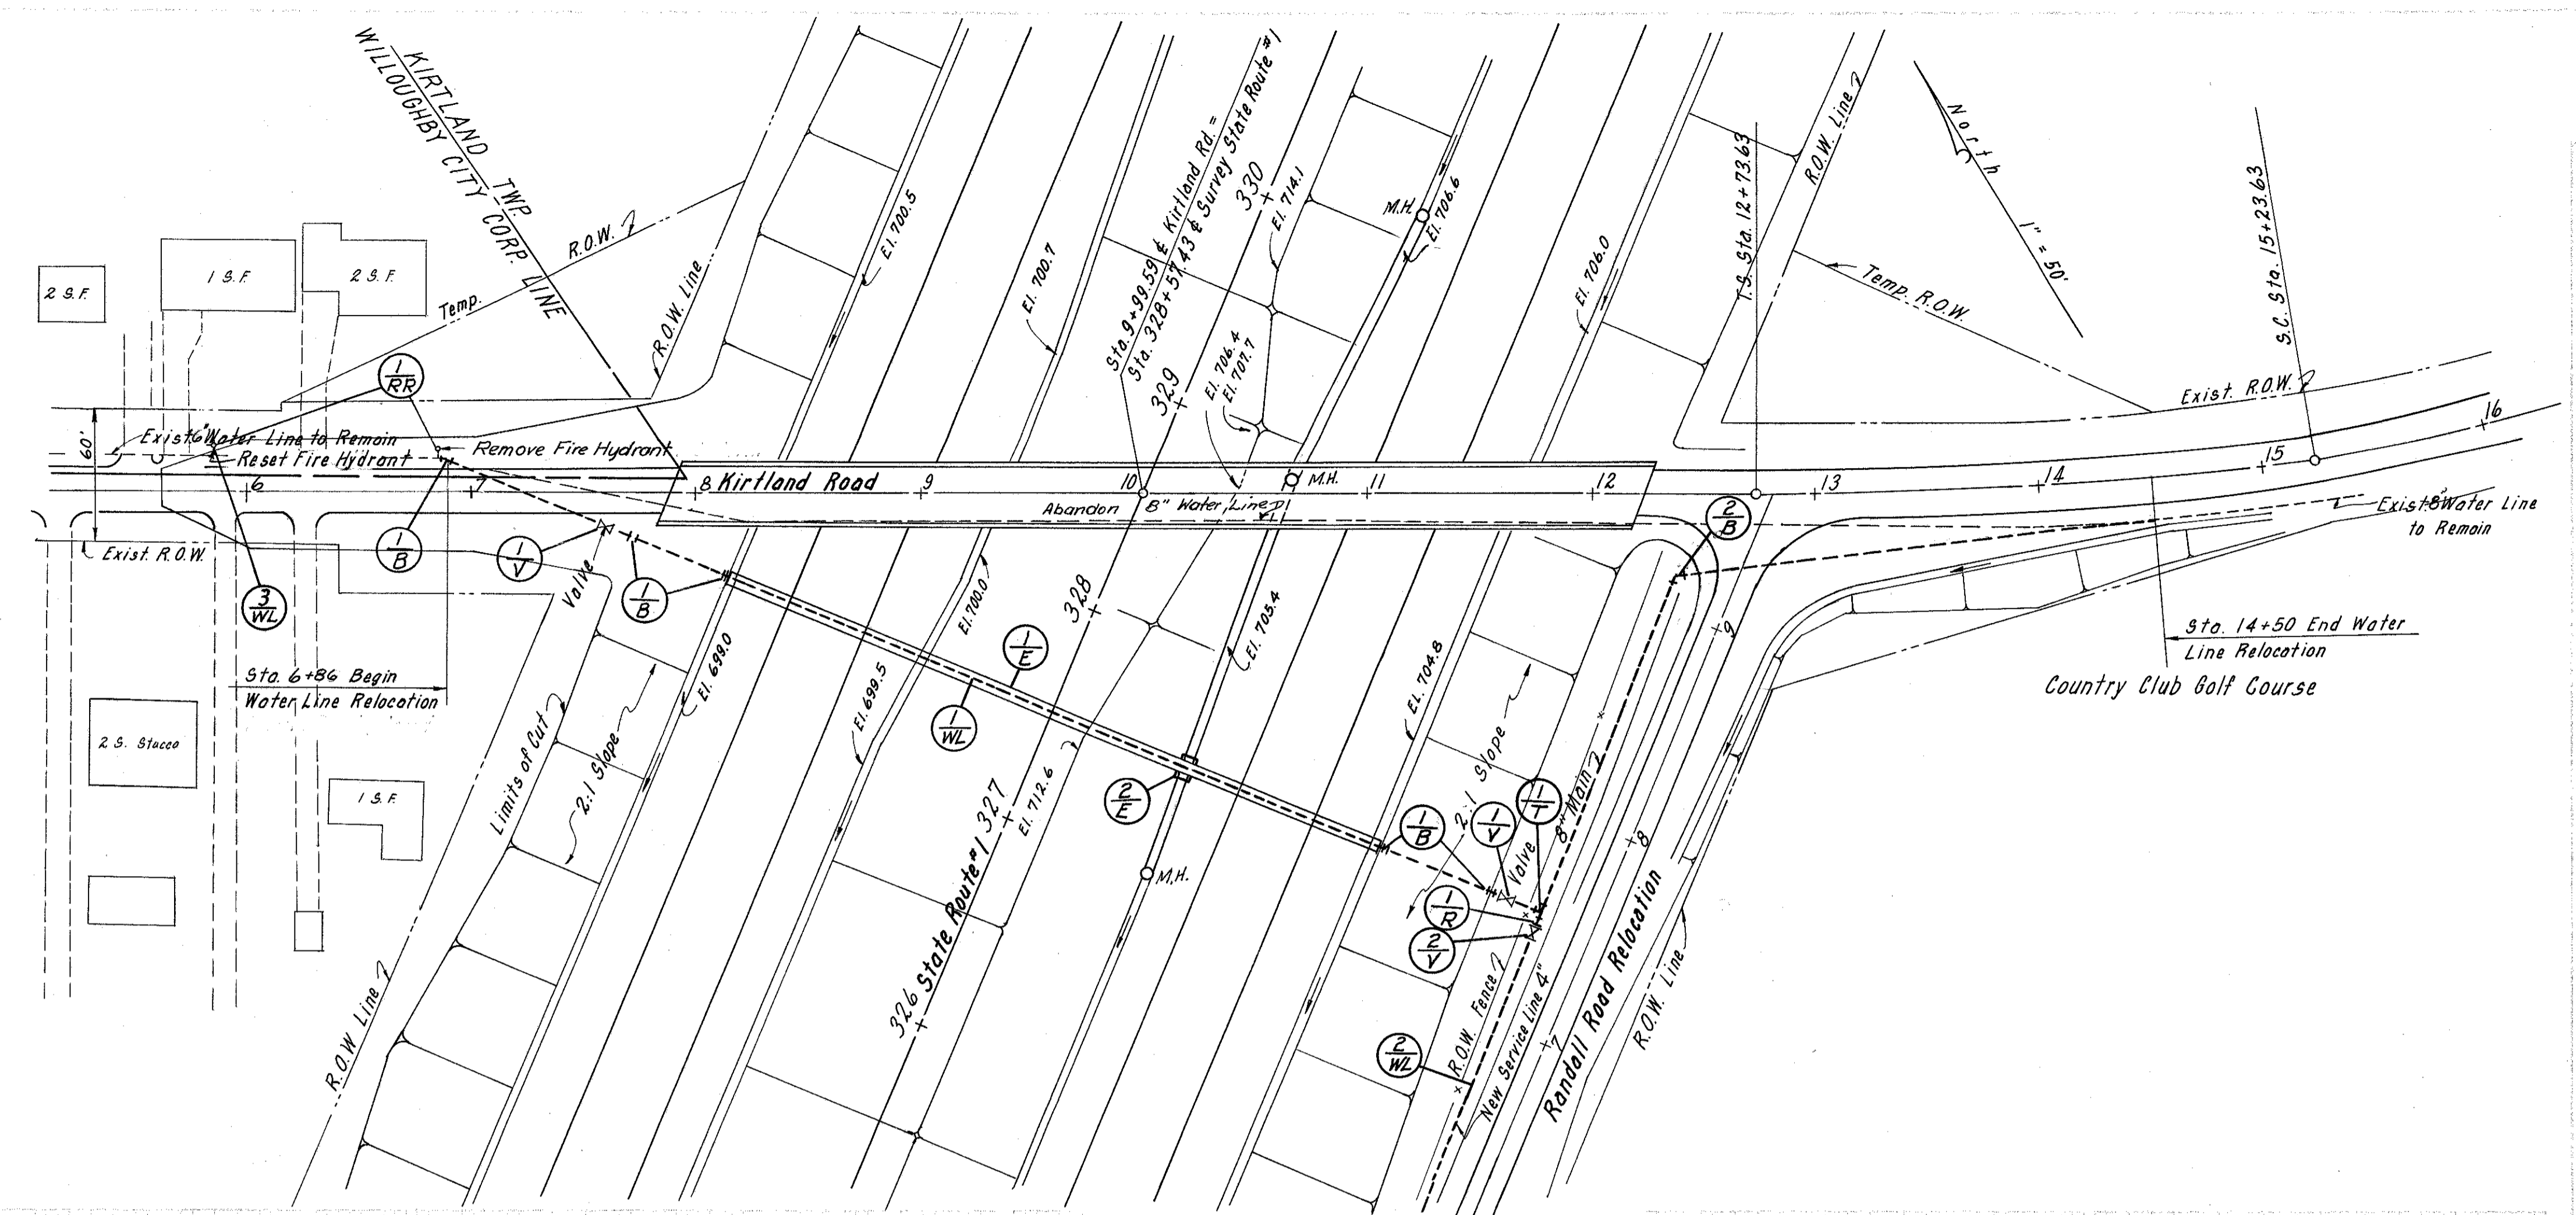 KIRTLAND TWP.
WILLOUGHBY CITY CORP. LINE
R.O.W.
Temp.
R.O.W. Line
2 S.F.
1 S.F.
2 S.F.
1
RR
60'
Exist. 6" Water Line to Remain
Reset Fire Hydrant
Remove Fire Hydrant
El. 700.5
El. 700.7
Sta. 9+99.59 ₵ Kirtland Rd. =
Sta. 328+57.43 ₵ Survey State Route #1
330
329
El. 714.1
El. 706.4
El. 707.7
M.H.
El. 706.6
El. 706.0
T.S. Sta. 12+73.63
R.O.W. Line
North
1" = 50'
Temp. R.O.W.
S.C. Sta. 15+23.63
Exist. R.O.W.
6
7
8
Kirtland Road
9
10
M.H.
11
12
13
14
15
16
Abandon 8" Water Line
2
B
Exist. 8" Water Line
to Remain
Exist. R.O.W.
3
WL
1
B
1
V
Valve
1
B
Sta. 6+86 Begin
Water Line Relocation
Sta. 14+50 End Water
Line Relocation
Country Club Golf Course
2 S. Stucco
1 S.F.
Limits of Cut
2:1 Slope
El. 699.0
El. 699.5
El. 700.0
1
E
1
WL
328
El. 705.4
El. 704.8
2:1 Slope
9
8
7
327
El. 712.6
2
E
M.H.
State Route #1
326
1
B
1
V
1
T
8" Main
Valve
1
R
2
V
2
WL
R.O.W. Fence
New Service Line 4"
Randall Road Relocation
R.O.W. Line
R.O.W. Line